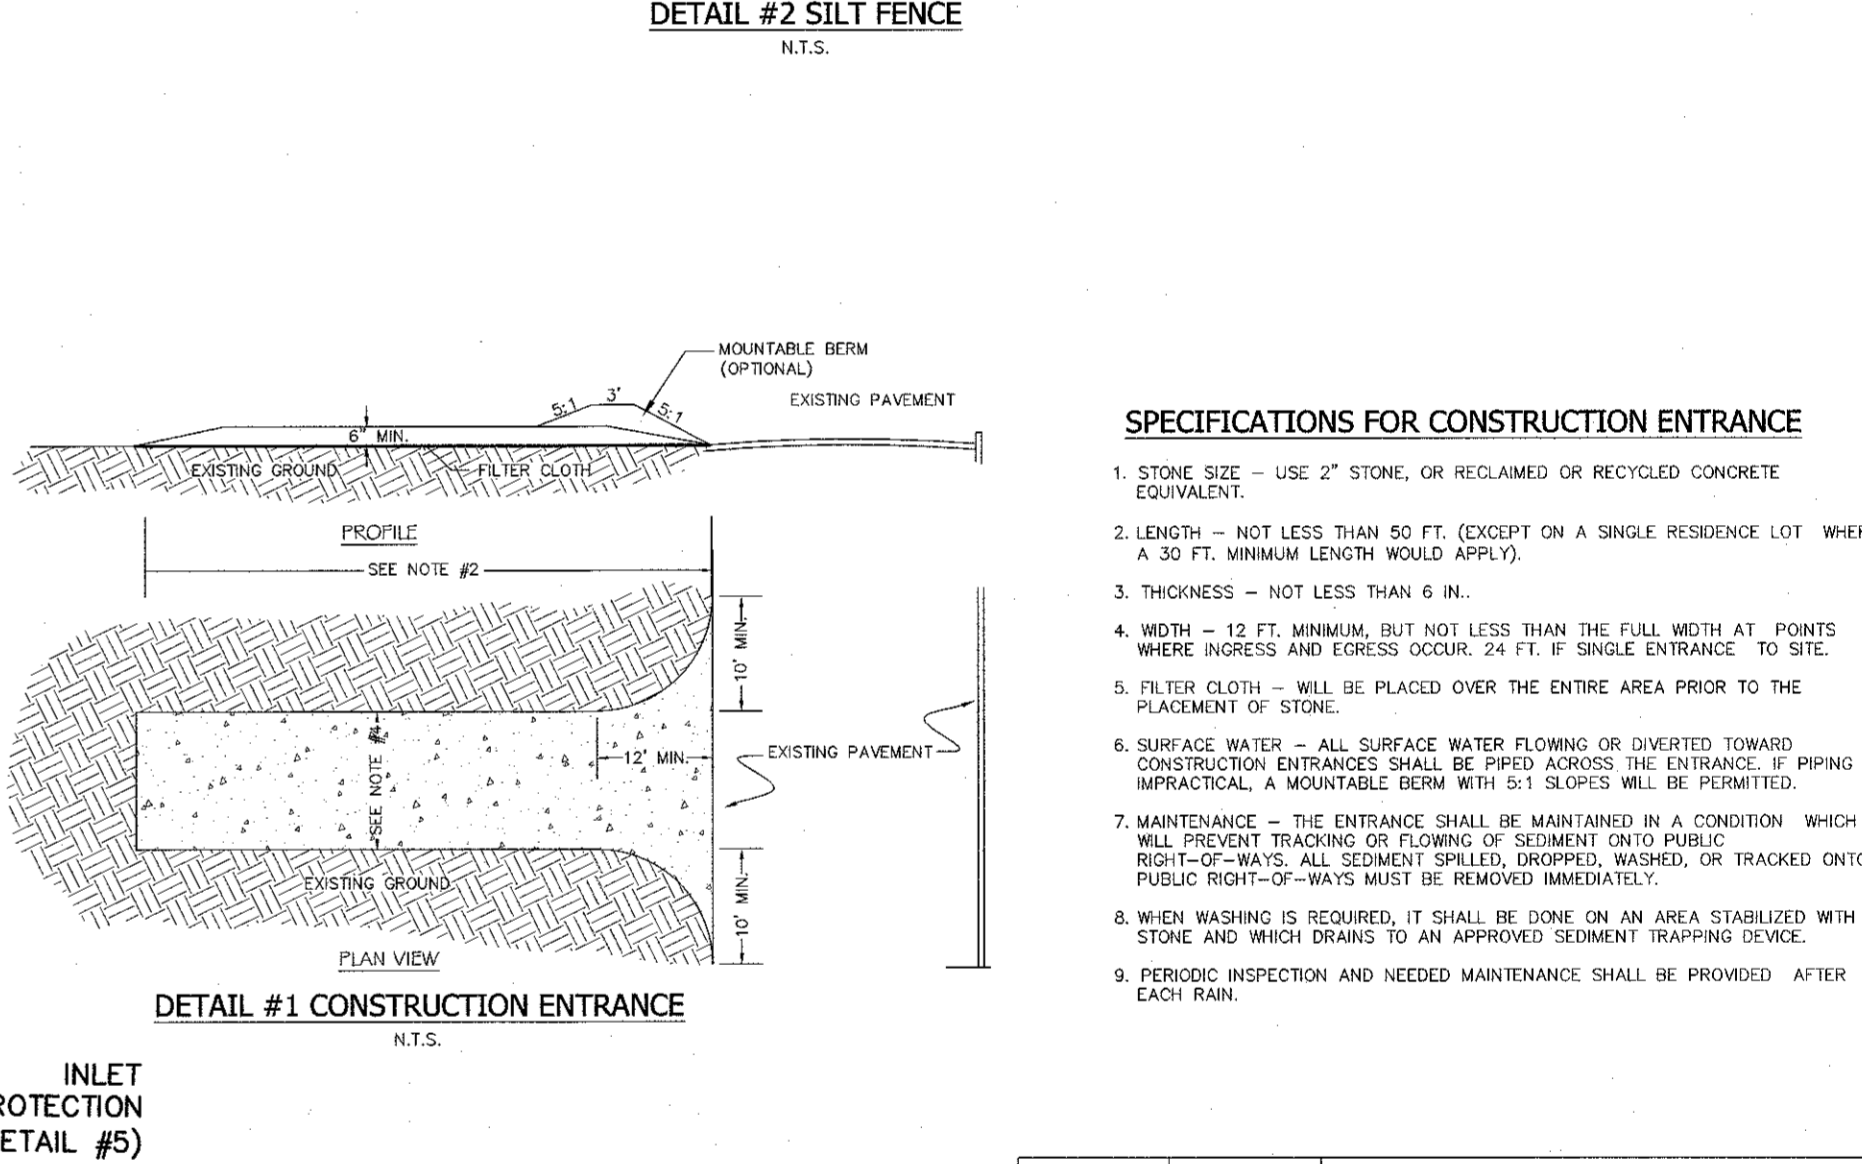 DETAIL #2 SILT FENCE
N.T.S.
MOUNTABLE BERM
(OPTIONAL)
EXISTING PAVEMENT
5:1
3'
5:1
6" MIN.
EXISTING GROUND
FILTER CLOTH
PROFILE
SEE NOTE #2
10' MIN.
SEE NOTE #4
12' MIN.
EXISTING PAVEMENT
EXISTING GROUND
10' MIN.
PLAN VIEW
DETAIL #1 CONSTRUCTION ENTRANCE
N.T.S.
INLET
ROTECTION
ETAIL #5)
SPECIFICATIONS FOR CONSTRUCTION ENTRANCE
1. STONE SIZE – USE 2" STONE, OR RECLAIMED OR RECYCLED CONCRETE
EQUIVALENT.
2. LENGTH – NOT LESS THAN 50 FT. (EXCEPT ON A SINGLE RESIDENCE LOT WHER
A 30 FT. MINIMUM LENGTH WOULD APPLY).
3. THICKNESS – NOT LESS THAN 6 IN..
4. WIDTH – 12 FT. MINIMUM, BUT NOT LESS THAN THE FULL WIDTH AT POINTS
WHERE INGRESS AND EGRESS OCCUR. 24 FT. IF SINGLE ENTRANCE TO SITE.
5. FILTER CLOTH – WILL BE PLACED OVER THE ENTIRE AREA PRIOR TO THE
PLACEMENT OF STONE.
6. SURFACE WATER – ALL SURFACE WATER FLOWING OR DIVERTED TOWARD
CONSTRUCTION ENTRANCES SHALL BE PIPED ACROSS THE ENTRANCE. IF PIPING
IMPRACTICAL, A MOUNTABLE BERM WITH 5:1 SLOPES WILL BE PERMITTED.
7. MAINTENANCE – THE ENTRANCE SHALL BE MAINTAINED IN A CONDITION WHICH
WILL PREVENT TRACKING OR FLOWING OF SEDIMENT ONTO PUBLIC
RIGHT–OF–WAYS. ALL SEDIMENT SPILLED, DROPPED, WASHED, OR TRACKED ONTO
PUBLIC RIGHT–OF–WAYS MUST BE REMOVED IMMEDIATELY.
8. WHEN WASHING IS REQUIRED, IT SHALL BE DONE ON AN AREA STABILIZED WITH
STONE AND WHICH DRAINS TO AN APPROVED SEDIMENT TRAPPING DEVICE.
9. PERIODIC INSPECTION AND NEEDED MAINTENANCE SHALL BE PROVIDED AFTER
EACH RAIN.